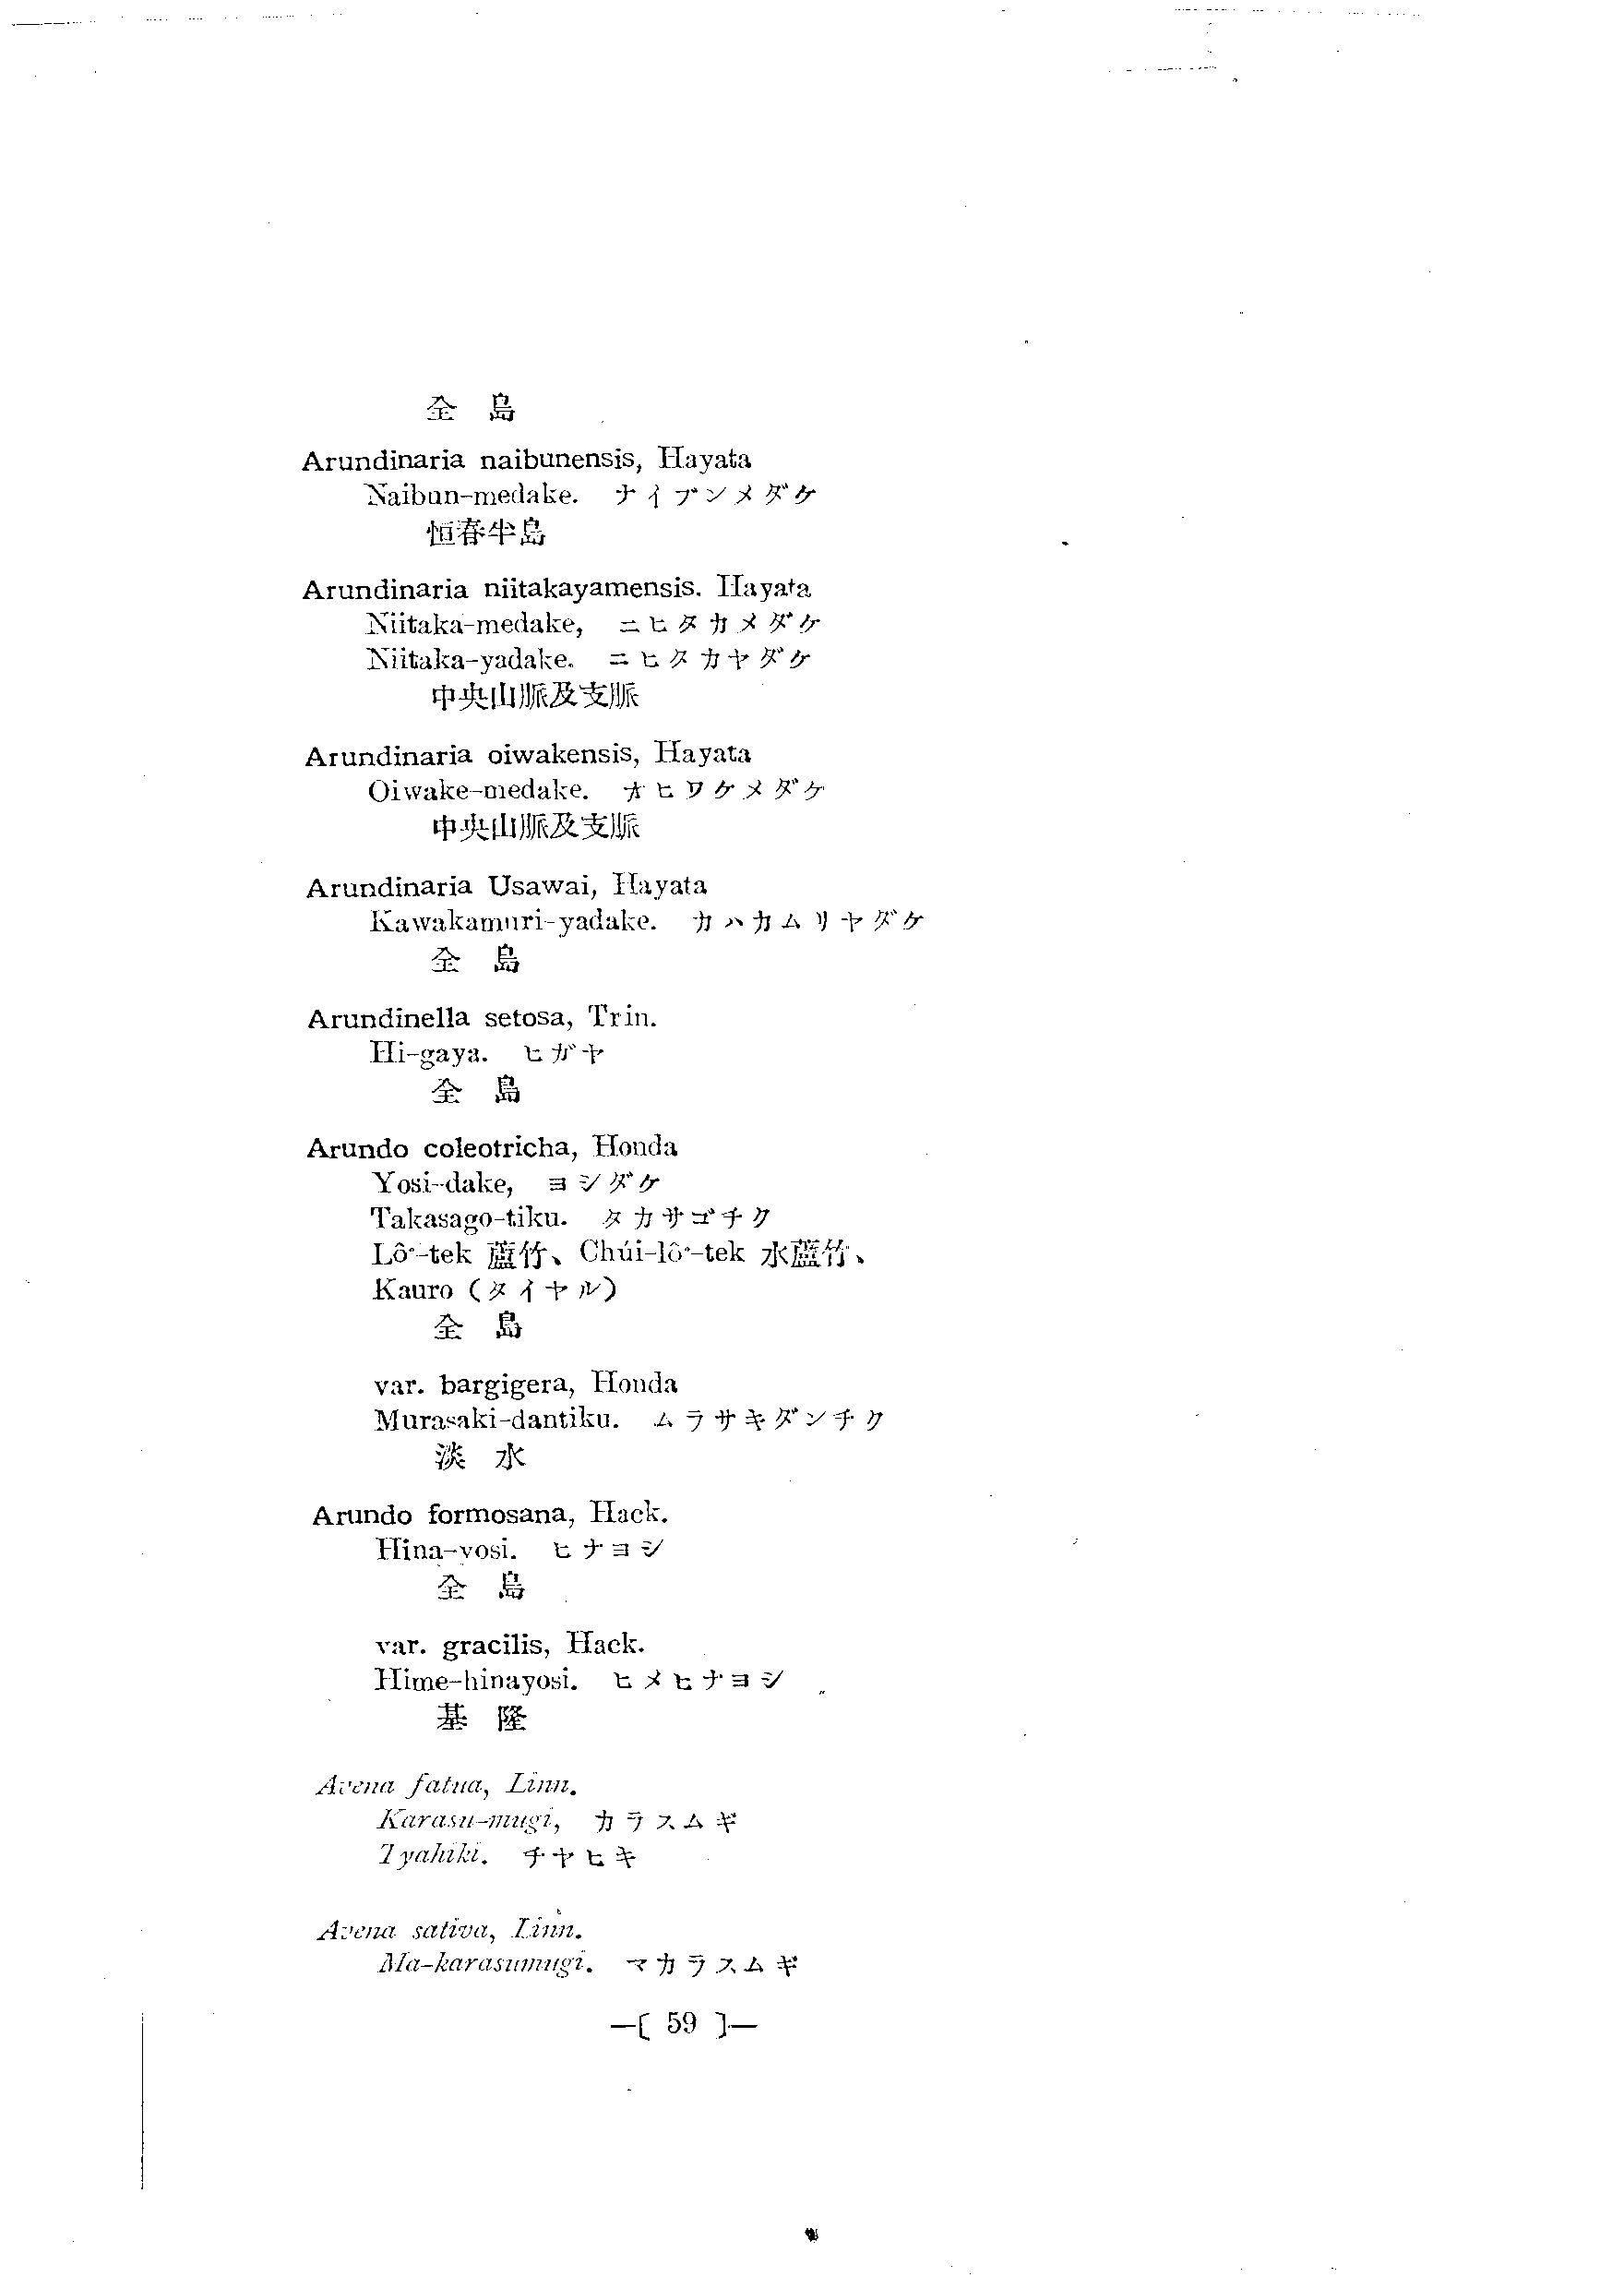 全 島
Arundinaria naibunensis, Hayata
Naibun-medake. ナイブンメダケ
恒春半島
Arundinaria niitakayamensis. Hayata
Niitaka-medake, ニヒタカメダケ
Niitaka-yadake. ニヒタカヤダケ
中央山脈及支脈
Arundinaria oiwakensis, Hayata
Oiwake-medake. オヒワケメダケ
中央山脈及支脈
Arundinaria Usawai, Hayata
Kawakamuri-yadake. カハカムリヤダケ
全 島
Arundinella setosa, Trin.
Hi-gaya. ヒガヤ
全 島
Arundo coleotricha, Honda
Yosi-dake, ヨシダケ
Takasago-tiku. タカサゴチク
Lô·-tek 蘆竹、Chúi-lô·-tek 水蘆竹、
Kauro (タイヤル)
全 島
var. bargigera, Honda
Murasaki-dantiku. ムラサキダンチク
淡 水
Arundo formosana, Hack.
Hina-yosi. ヒナヨシ
全 島
var. gracilis, Hack.
Hime-hinayosi. ヒメヒナヨシ
基 隆
Avena fatua, Linn.
Karasu-mugi, カラスムギ
Tyahiki. チヤヒキ
Avena sativa, Linn.
Ma-karasumugi. マカラスムギ
—[ 59 ]—